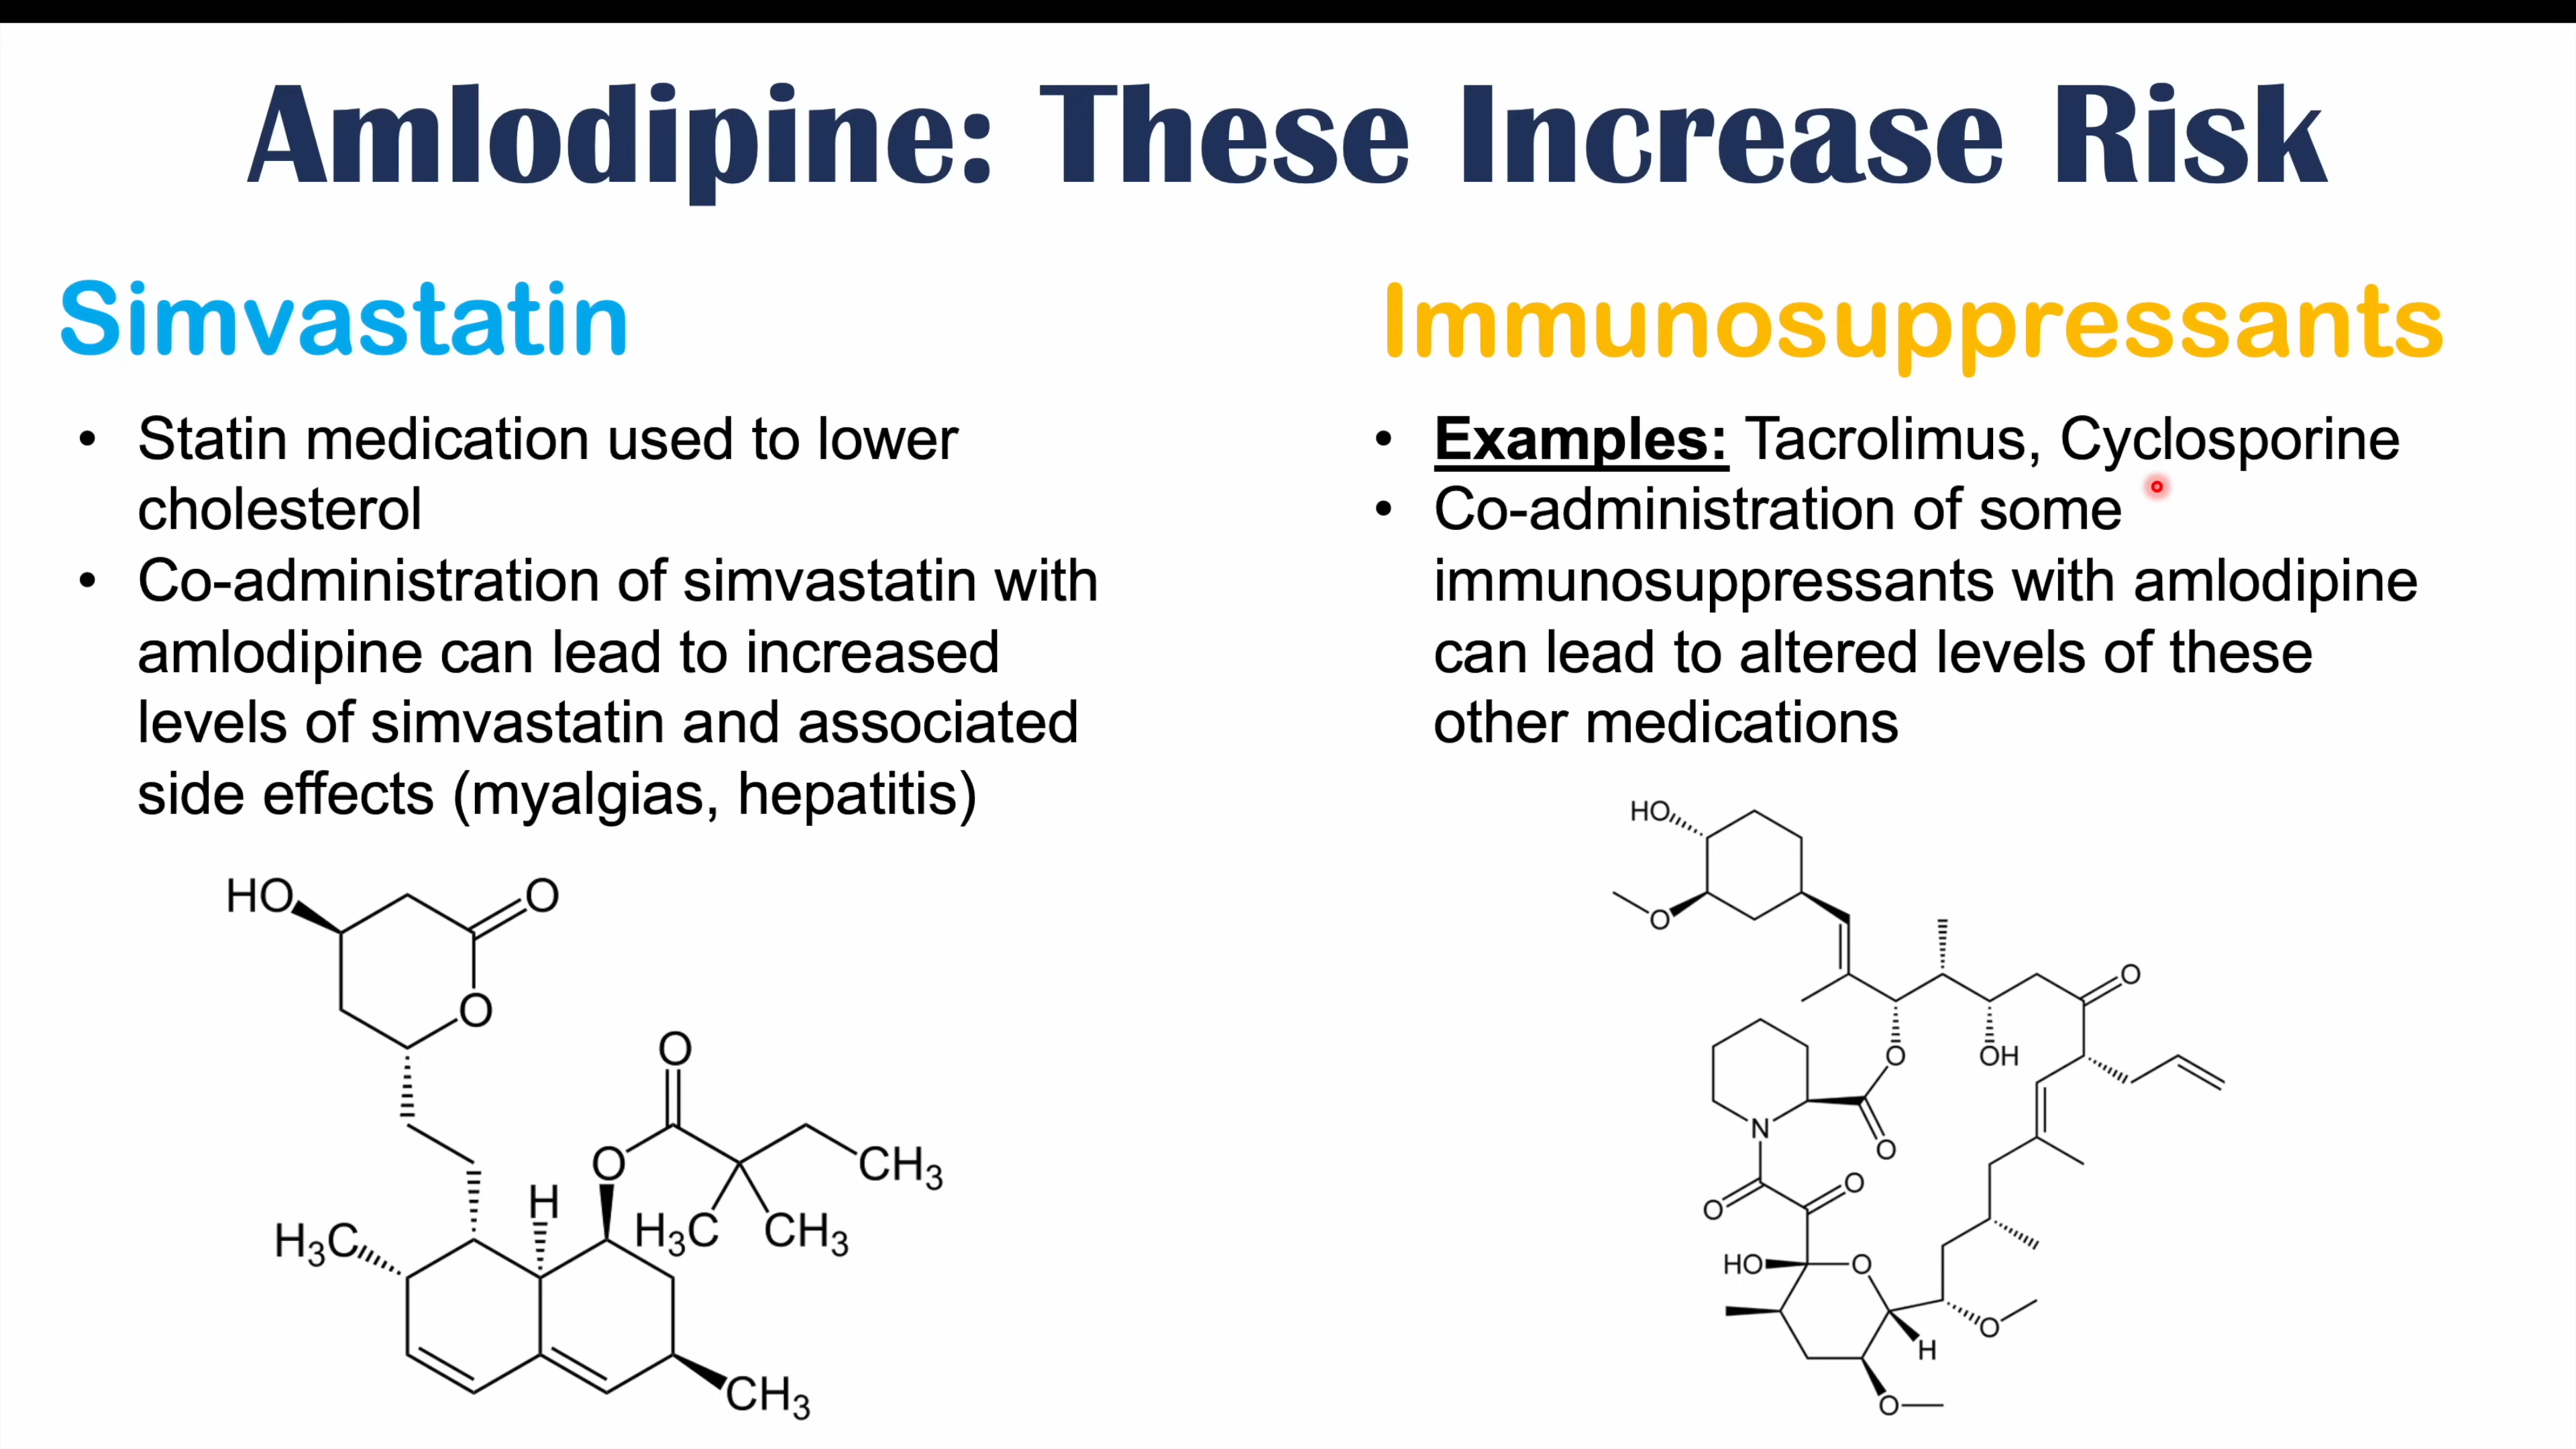 Amlodipine: These Increase Risk
Simvastatin
• Statin medication used to lower
cholesterol
• Co-administration of simvastatin with
amlodipine can lead to increased
levels of simvastatin and associated
side effects (myalgias, hepatitis)
HO
O
O
O
O
H
CH3
H3C
CH3
H3C
CH3
Immunosuppressants
• Examples: Tacrolimus, Cyclosporine
• Co-administration of some
immunosuppressants with amlodipine
can lead to altered levels of these
other medications
HO
O
O
O
OH
N
O
O
O
HO
O
O
H
O